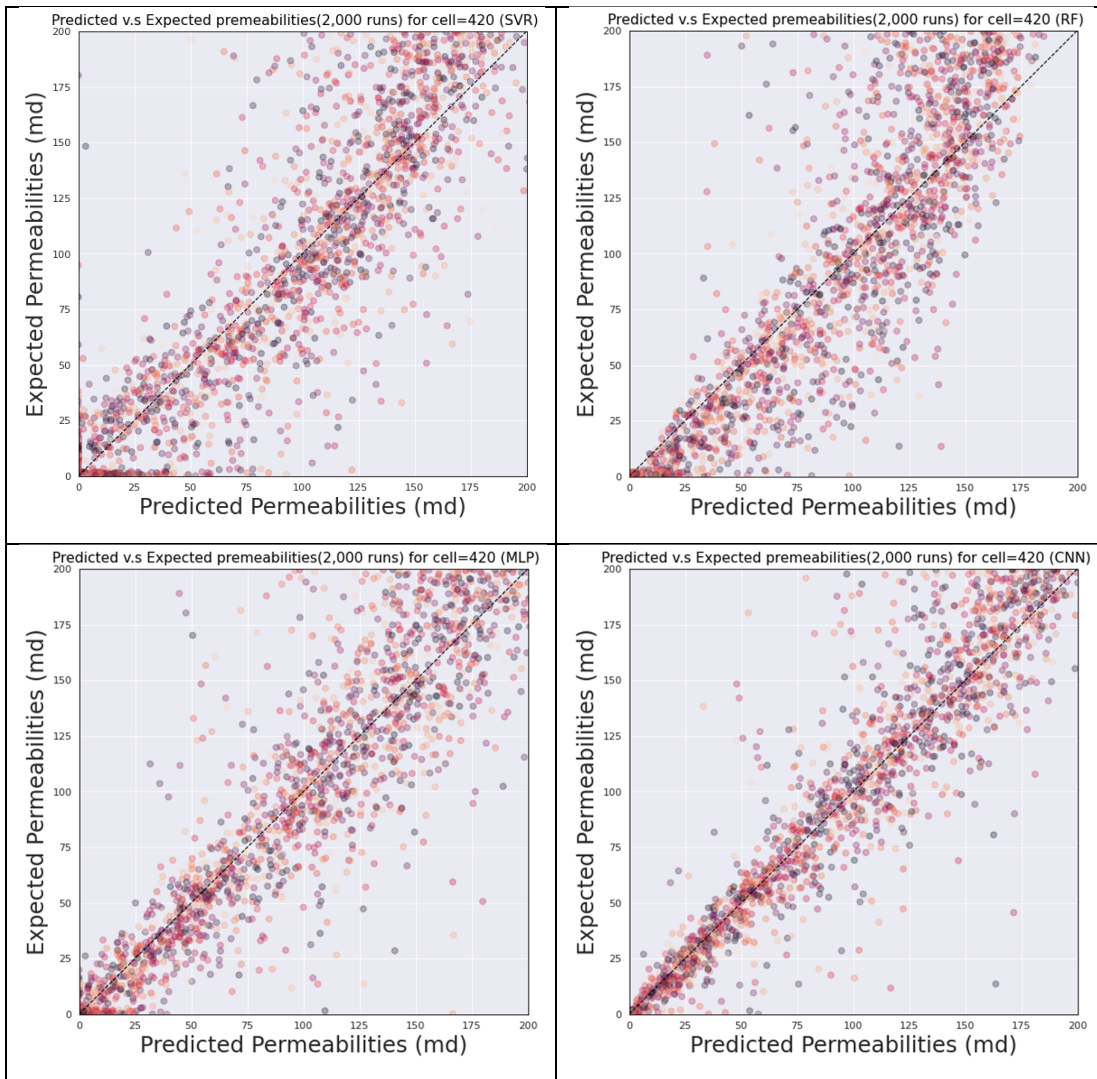 Predicted v.s Expected premeabilities(2,000 runs) for cell=420 (SVR)
200
175
150
125
100
75
50
25
0
Expected Permeabilities (md)
0 25 50 75 100 125 150 175 200
Predicted Permeabilities (md)
Predicted v.s Expected premeabilities(2,000 runs) for cell=420 (RF)
200
175
150
125
100
75
50
25
0
Expected Permeabilities (md)
0 25 50 75 100 125 150 175 200
Predicted Permeabilities (md)
Predicted v.s Expected premeabilities(2,000 runs) for cell=420 (MLP)
200
175
150
125
100
75
50
25
0
Expected Permeabilities (md)
0 25 50 75 100 125 150 175 200
Predicted Permeabilities (md)
Predicted v.s Expected premeabilities(2,000 runs) for cell=420 (CNN)
200
175
150
125
100
75
50
25
0
Expected Permeabilities (md)
0 25 50 75 100 125 150 175 200
Predicted Permeabilities (md)